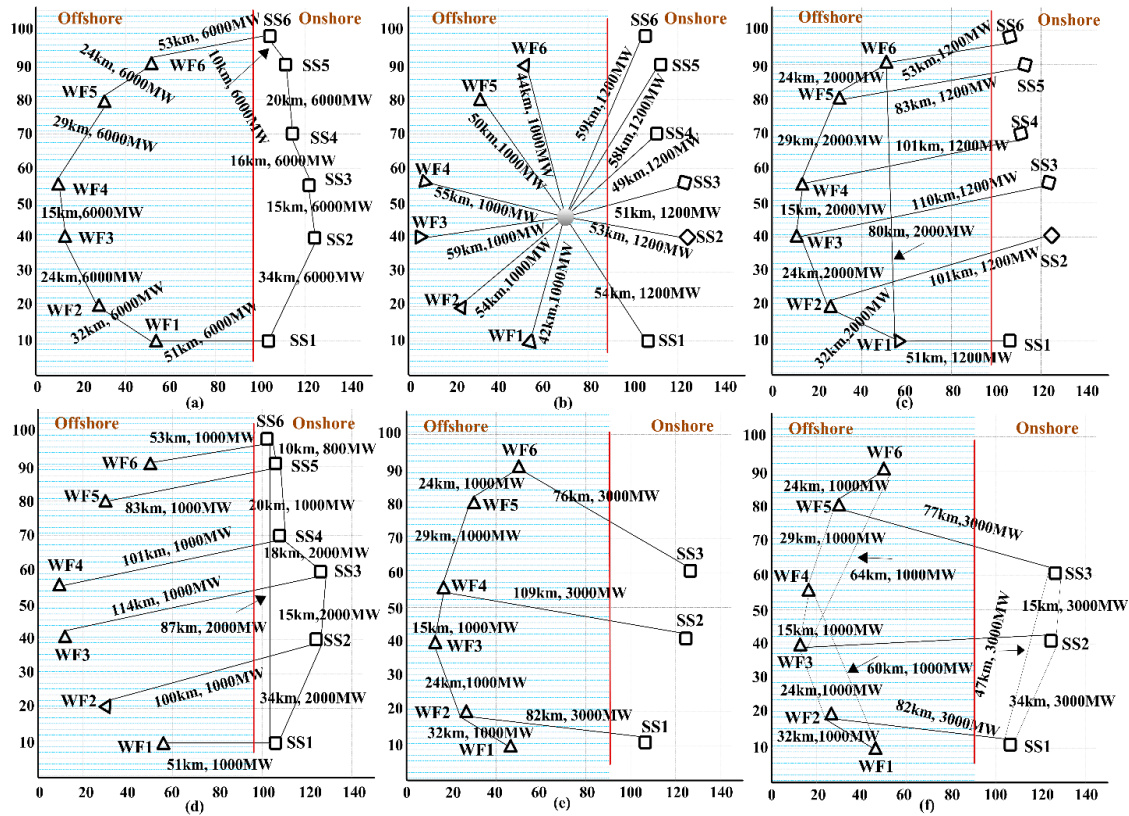 Offshore
Onshore
100
90
80
70
60
50
40
30
20
10
0
20
40
60
80
100
120
140
53km, 6000MW
SS6
24km, 6000MW
WF6
10km, 6000MW
SS5
WF5
20km, 6000MW
29km, 6000MW
SS4
16km, 6000MW
WF4
SS3
15km,6000MW
15km, 6000MW
WF3
SS2
24km,6000MW
34km, 6000MW
WF2
32km, 6000MW
WF1
51km, 6000MW
SS1
(a)
Offshore
Onshore
100
90
80
70
60
50
40
30
20
10
0
20
40
60
80
100
120
140
SS6
WF6
44km, 1000MW
59km,1200MW
SS5
WF5
50km,1000MW
58km,1200MW
SS4
49km,1200MW
WF4
SS3
55km, 1000MW
51km, 1200MW
WF3
59km,1000MW
53km, 1200MW
SS2
54km,1000MW
WF2
42km,1000MW
54km, 1200MW
WF1
SS1
(b)
Offshore
Onshore
100
90
80
70
60
50
40
30
20
10
0
20
40
60
80
100
120
140
SS6
WF6
53km,1200MW
24km, 2000MW
WF5
83km, 1200MW
SS5
29km, 2000MW
101km, 1200MW
SS4
WF4
SS3
15km, 2000MW
110km,1200MW
WF3
80km, 2000MW
24km,2000MW
101km, 1200MW
SS2
WF2
32km,2000MW
WF1
51km, 1200MW
SS1
(c)
Offshore
Onshore
100
90
80
70
60
50
40
30
20
10
0
20
40
60
80
100
120
140
SS6
53km, 1000MW
10km, 800MW
WF6
SS5
WF5
83km, 1000MW
20km, 1000MW
SS4
101km, 1000MW
18km, 2000MW
WF4
SS3
114km, 1000MW
87km, 2000MW
15km,2000MW
WF3
SS2
100km, 1000MW
WF2
34km, 2000MW
WF1
SS1
51km, 1000MW
(d)
Offshore
Onshore
100
90
80
70
60
50
40
30
20
10
0
20
40
60
80
100
120
140
WF6
24km, 1000MW
76km, 3000MW
WF5
29km, 1000MW
SS3
WF4
109km, 3000MW
SS2
15km, 1000MW
WF3
24km,1000MW
WF2
82km, 3000MW
32km, 1000MW
WF1
SS1
(e)
Offshore
Onshore
100
90
80
70
60
50
40
30
20
10
0
20
40
60
80
100
120
140
WF6
24km, 1000MW
WF5
77km,3000MW
29km, 1000MW
64km, 1000MW
SS3
WF4
15km, 3000MW
15km, 1000MW
SS2
WF3
60km, 1000MW
47km, 3000MW
24km,1000MW
34km, 3000MW
WF2
82km, 3000MW
32km,1000MW
SS1
WF1
(f)